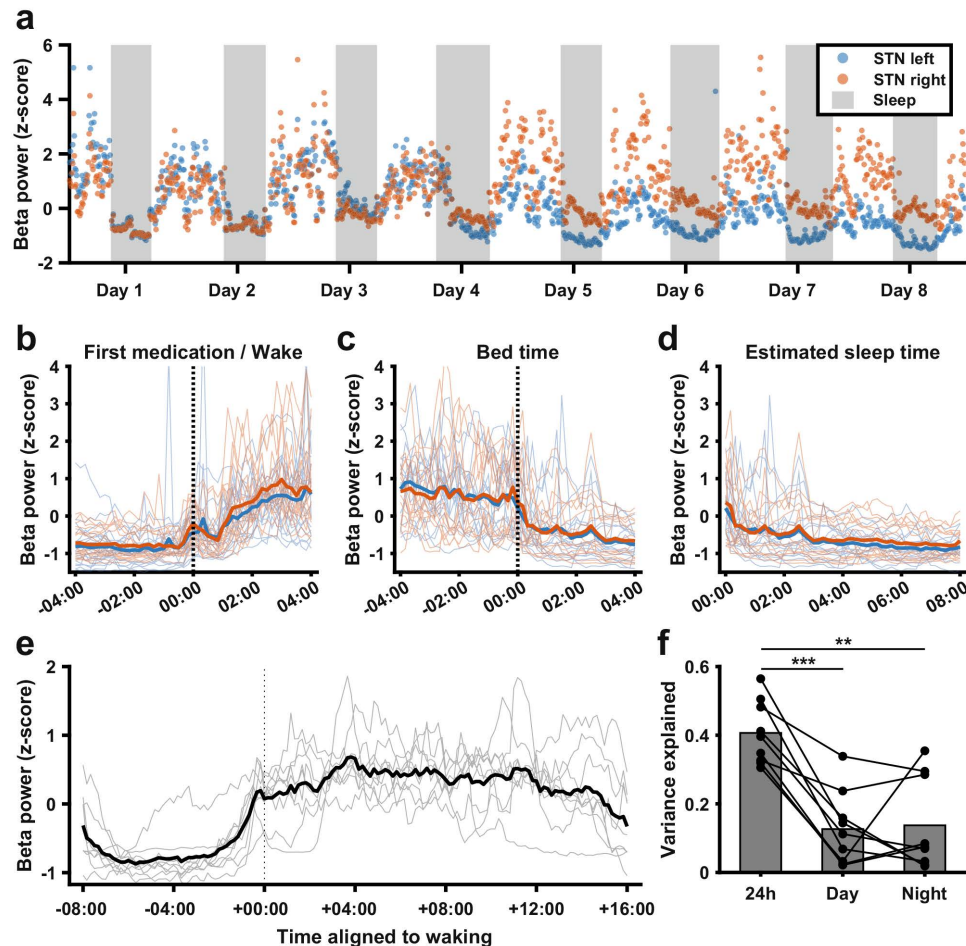 a
Beta power (z-score)
6
4
2
0
-2
STN left
STN right
Sleep
Day 1 Day 2 Day 3 Day 4 Day 5 Day 6 Day 7 Day 8
b
First medication / Wake
Beta power (z-score)
4
3
2
1
0
-1
-04:00 -02:00 00:00 02:00 04:00
c
Bed time
Beta power (z-score)
4
3
2
1
0
-1
-04:00 -02:00 00:00 02:00 04:00
d
Estimated sleep time
Beta power (z-score)
4
3
2
1
0
-1
00:00 02:00 04:00 06:00 08:00
e
Beta power (z-score)
2
1
0
-1
-08:00 -04:00 +00:00 +04:00 +08:00 +12:00 +16:00
Time aligned to waking
f
Variance explained
0.6
0.4
0.2
0
**
***
24h Day Night